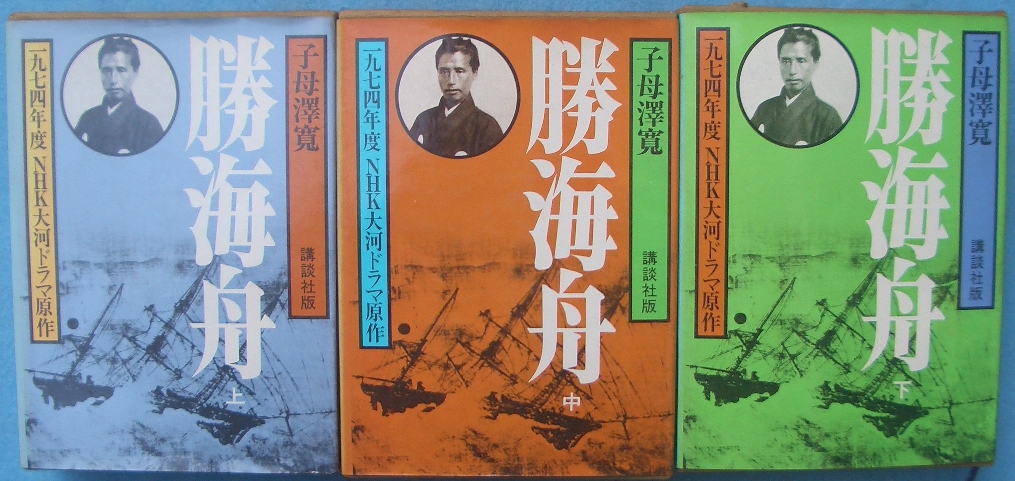 子母澤寛
講談社版
勝海舟
上
一九七四年度 NHK大河ドラマ原作
子母澤寛
講談社版
勝海舟
中
一九七四年度 NHK大河ドラマ原作
子母澤寛
講談社版
勝海舟
下
一九七四年度 NHK大河ドラマ原作